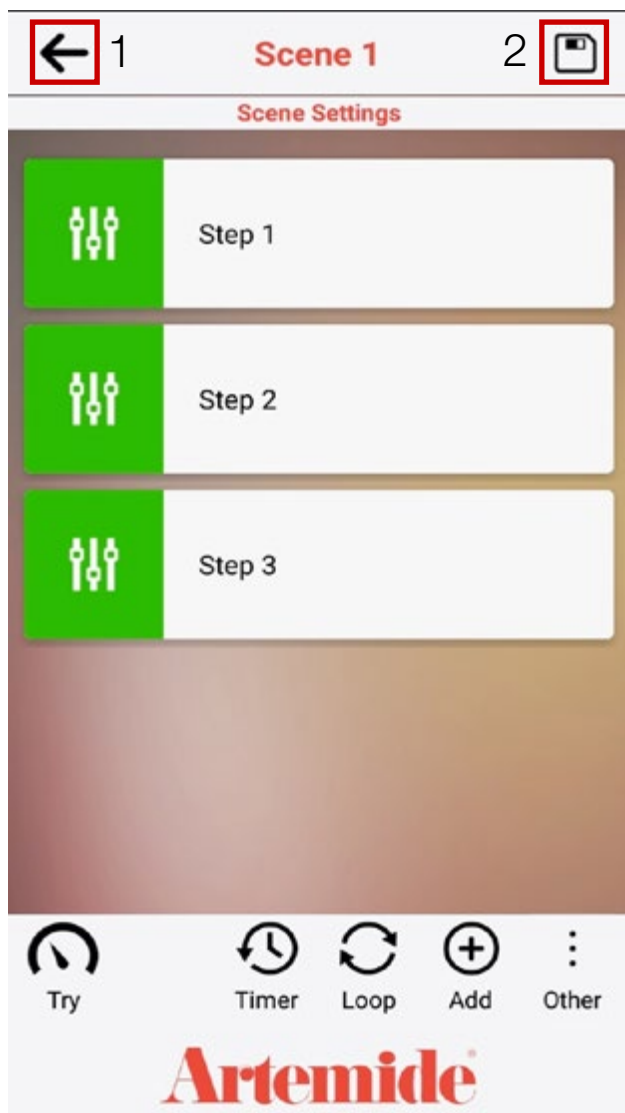 1 Scene 1 2
Scene Settings
Step 1
Step 2
Step 3
Try Timer Loop Add Other
Artemide